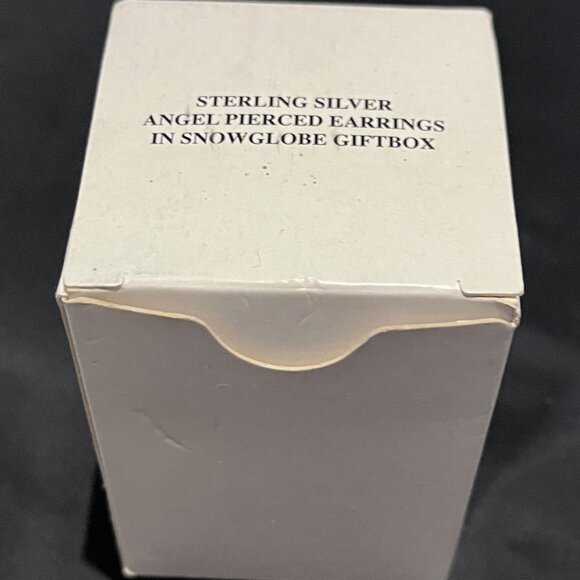 STERLING SILVER
ANGEL PIERCED EARRINGS
IN SNOWGLOBE GIFTBOX